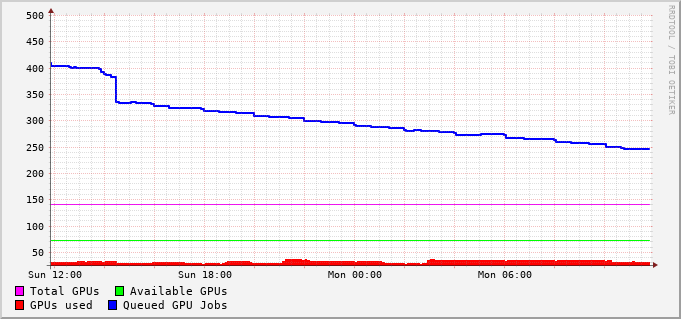 500
450
400
350
300
250
200
150
100
50
Sun 12:00 Sun 18:00 Mon 00:00 Mon 06:00
Total GPUs Available GPUs
GPUs used Queued GPU Jobs
RRDTOOL / TOBI OETIKER